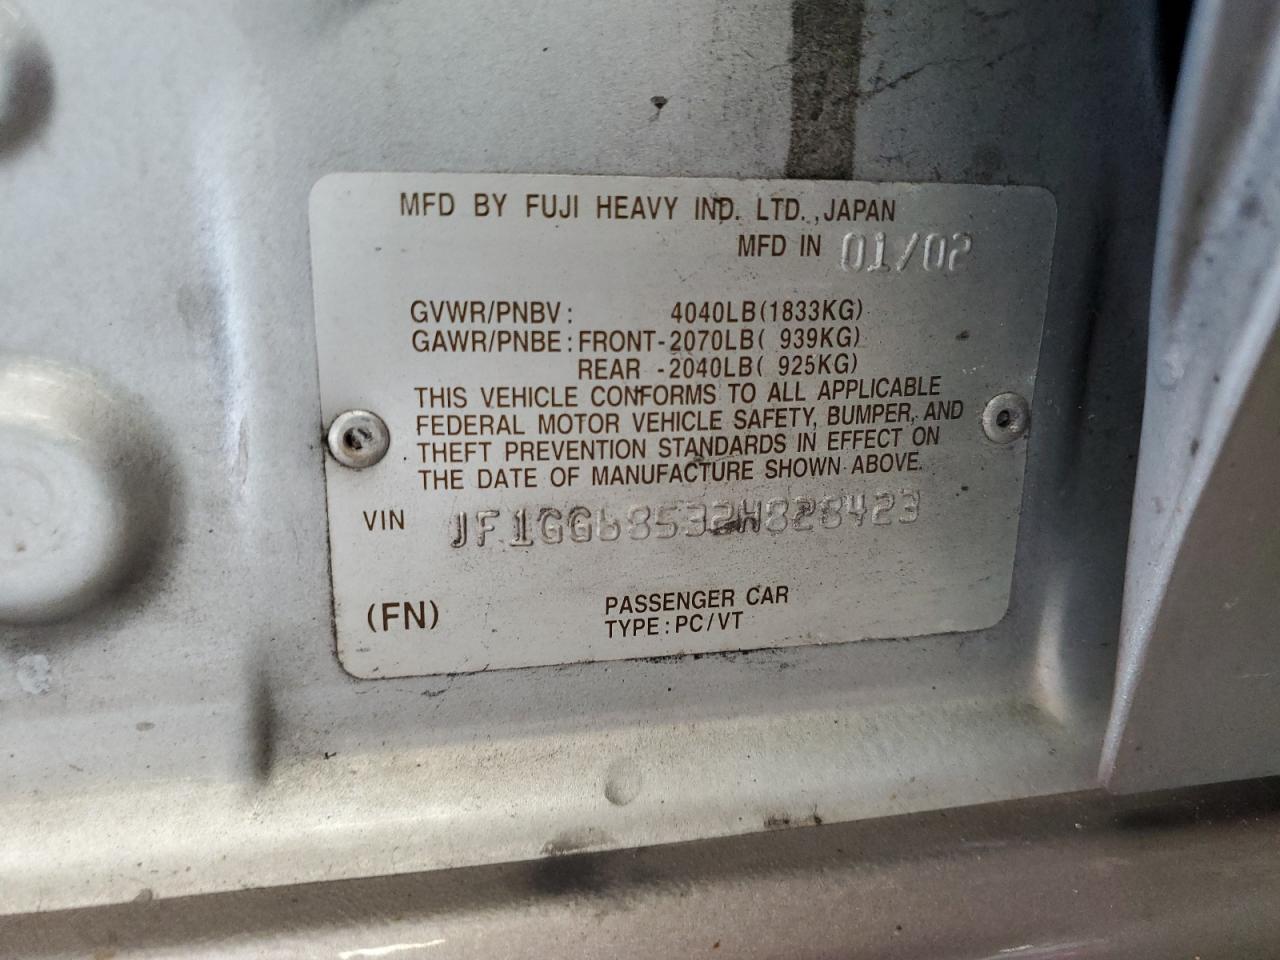 MFD BY FUJI HEAVY IND. LTD., JAPAN
MFD IN 01/02
GVWR/PNBV: 4040LB(1833KG)
GAWR/PNBE: FRONT-2070LB( 939KG)
REAR -2040LB( 925KG)
THIS VEHICLE CONFORMS TO ALL APPLICABLE
FEDERAL MOTOR VEHICLE SAFETY, BUMPER, AND
THEFT PREVENTION STANDARDS IN EFFECT ON
THE DATE OF MANUFACTURE SHOWN ABOVE.
VIN JF1GG68532H828423
(FN) PASSENGER CAR
TYPE: PC/VT